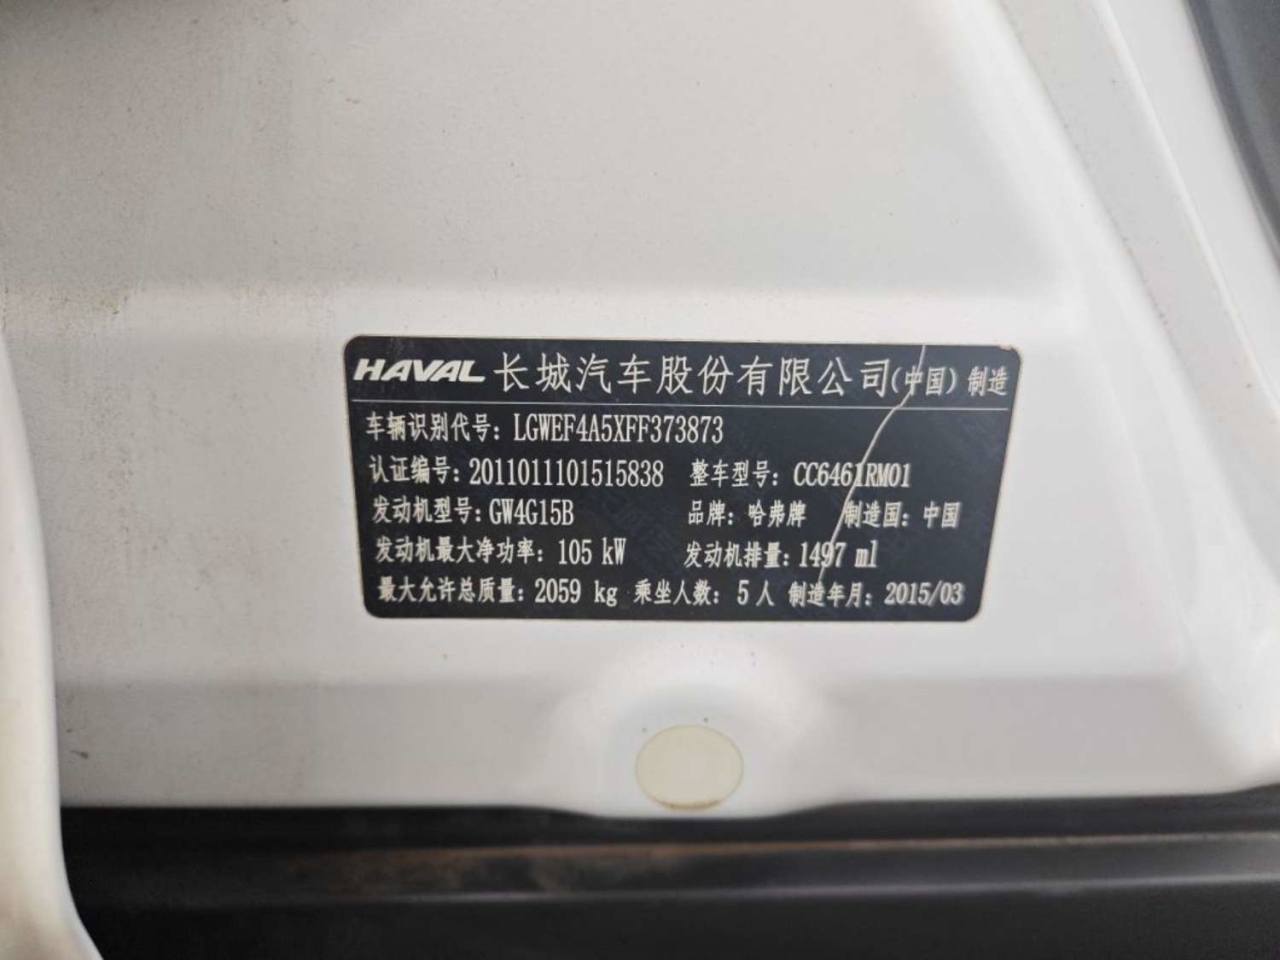 HAVAL 长城汽车股份有限公司(中国)制造
车辆识别代号: LGWEF4A5XFF373873
认证编号: 2011011101515838 整车型号: CC6461RM01
发动机型号: GW4G15B 品牌: 哈弗牌 制造国: 中国
发动机最大净功率: 105 kW 发动机排量: 1497 ml
最大允许总质量: 2059 kg 乘坐人数: 5人 制造年月: 2015/03